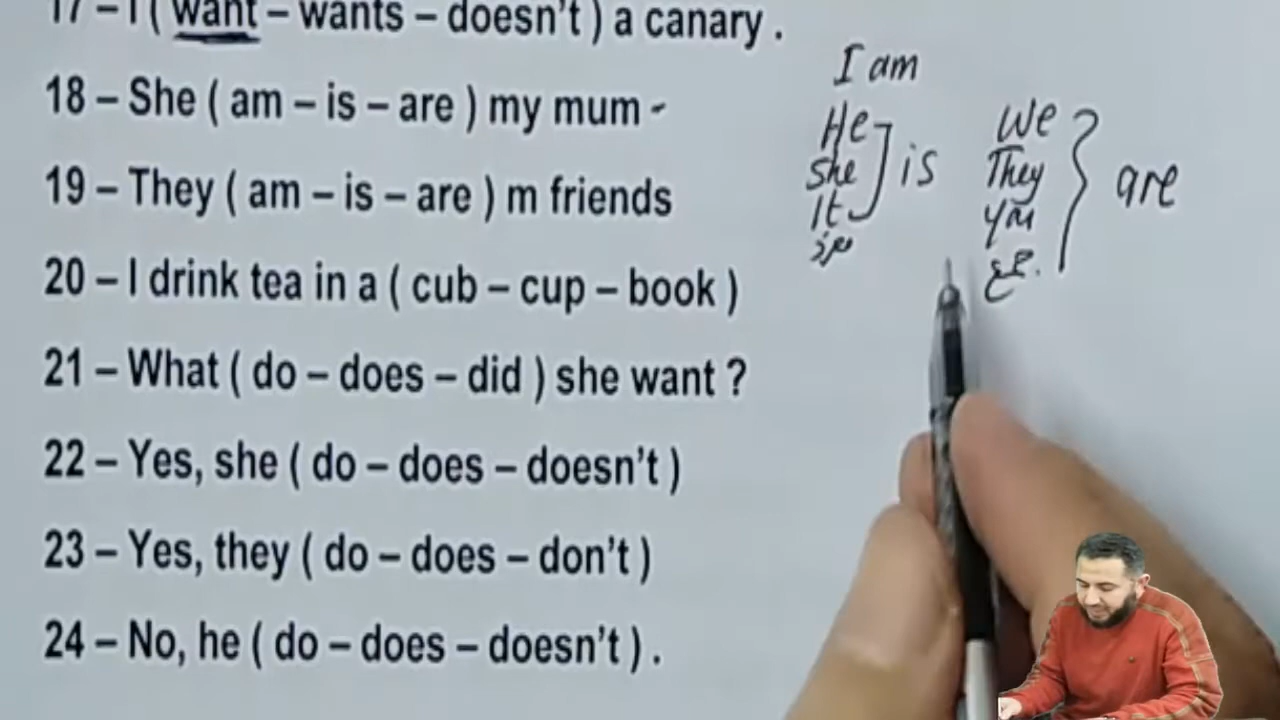 17 – I ( want – wants – doesn't ) a canary .
18 – She ( am – is – are ) my mum -
19 – They ( am – is – are ) m friends
20 – I drink tea in a ( cub – cup – book )
21 – What ( do – does – did ) she want ?
22 – Yes, she ( do – does – doesn't )
23 – Yes, they ( do – does – don't )
24 – No, he ( do – does – doesn't ) .
I am
He
She
It
مفرد
is
We
They
You
جمع.
are